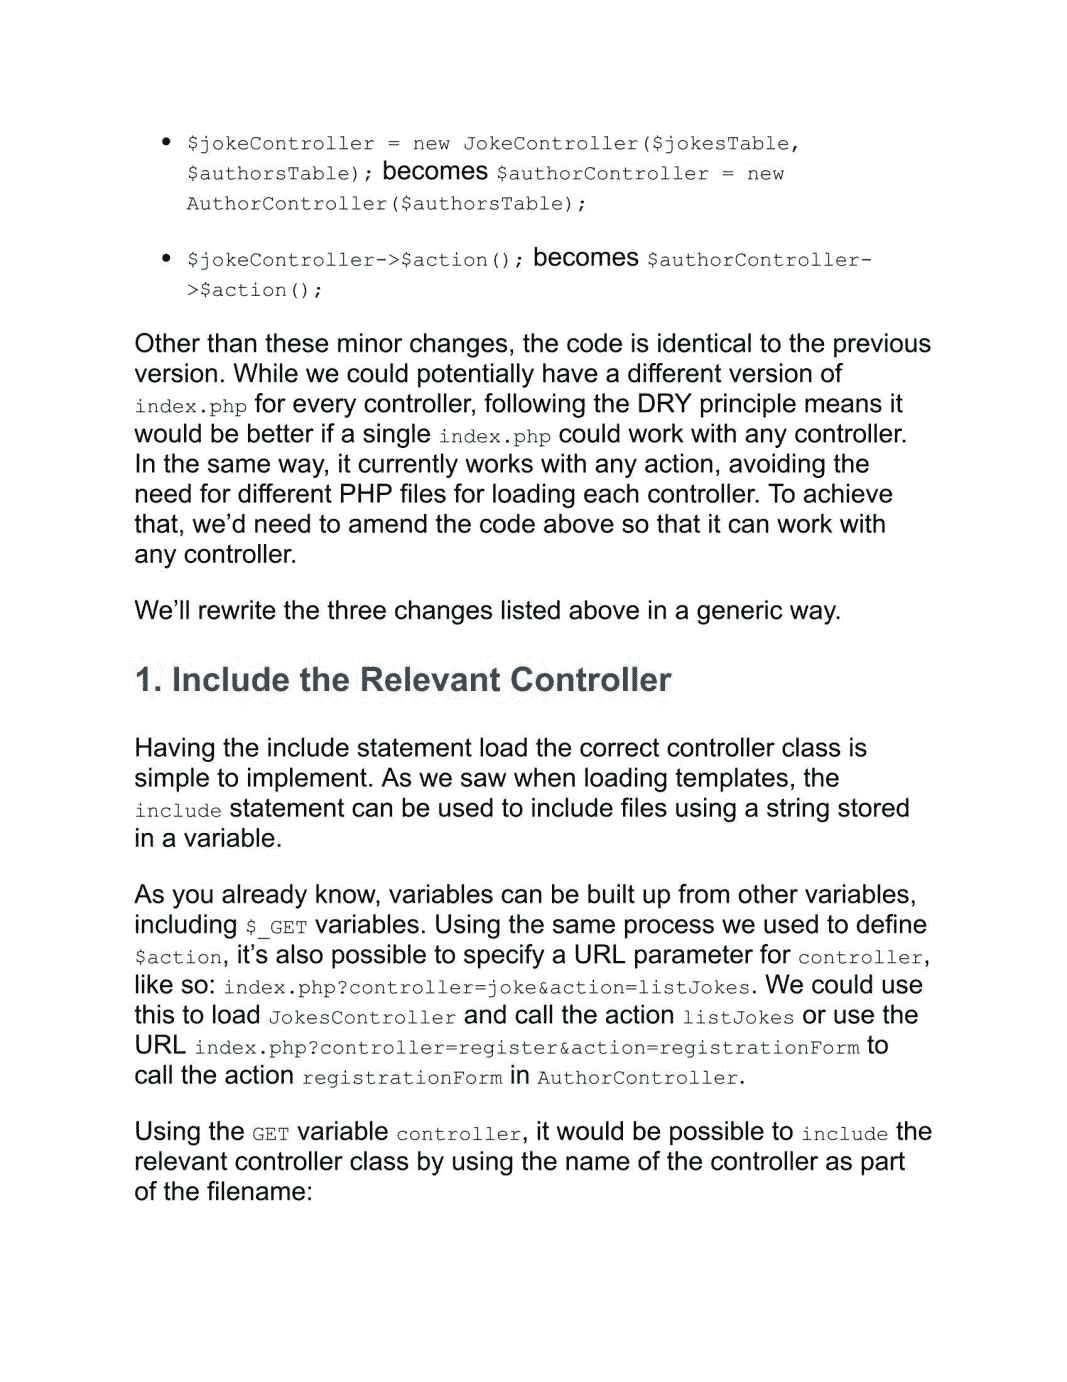 • $jokeController = new JokeController($jokesTable,
$authorsTable); becomes $authorController = new
AuthorController($authorsTable);
• $jokeController->$action(); becomes $authorController-
>$action();
Other than these minor changes, the code is identical to the previous
version. While we could potentially have a different version of
index.php for every controller, following the DRY principle means it
would be better if a single index.php could work with any controller.
In the same way, it currently works with any action, avoiding the
need for different PHP files for loading each controller. To achieve
that, we’d need to amend the code above so that it can work with
any controller.
We’ll rewrite the three changes listed above in a generic way.
1. Include the Relevant Controller
Having the include statement load the correct controller class is
simple to implement. As we saw when loading templates, the
include statement can be used to include files using a string stored
in a variable.
As you already know, variables can be built up from other variables,
including $_GET variables. Using the same process we used to define
$action, it’s also possible to specify a URL parameter for controller,
like so: index.php?controller=joke&action=listJokes. We could use
this to load JokesController and call the action listJokes or use the
URL index.php?controller=register&action=registrationForm to
call the action registrationForm in AuthorController.
Using the GET variable controller, it would be possible to include the
relevant controller class by using the name of the controller as part
of the filename: